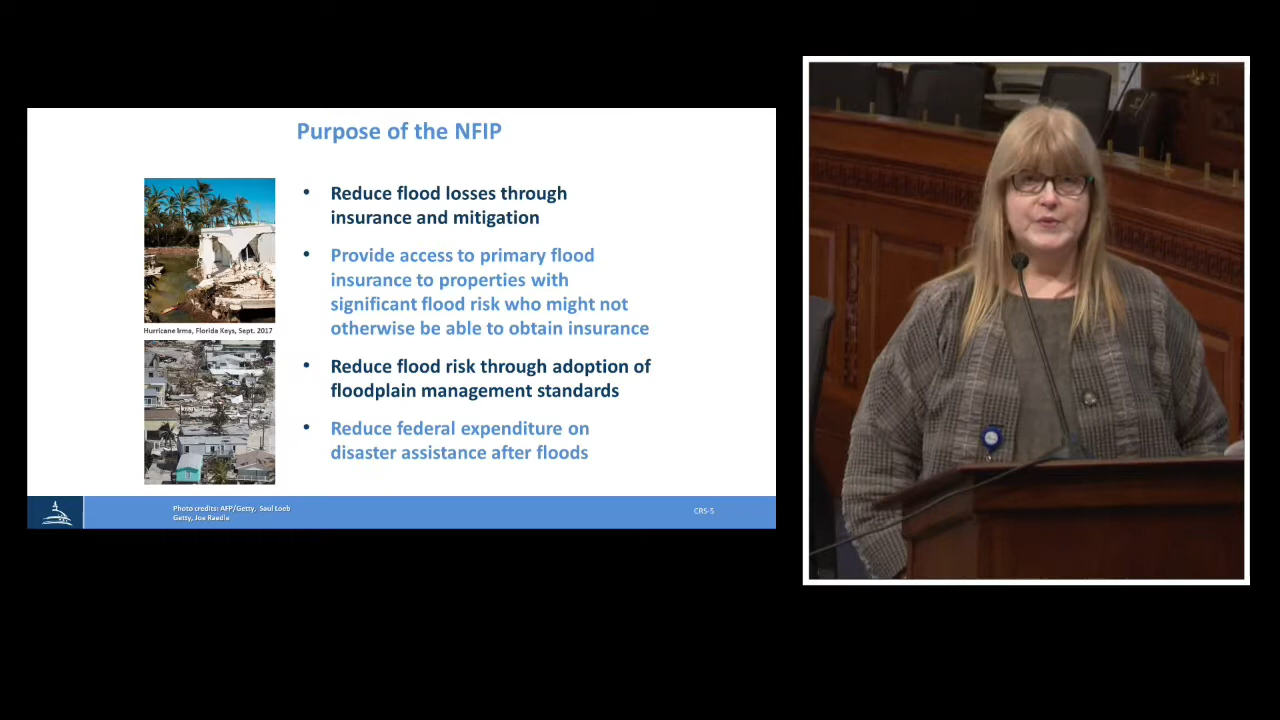 Purpose of the NFIP
• Reduce flood losses through
insurance and mitigation
• Provide access to primary flood
insurance to properties with
significant flood risk who might not
otherwise be able to obtain insurance
Hurricane Irma, Florida Keys, Sept. 2017
• Reduce flood risk through adoption of
floodplain management standards
• Reduce federal expenditure on
disaster assistance after floods
Photo credits: AFP/Getty, Saul Loeb
Getty, Joe Raedle
CRS-5